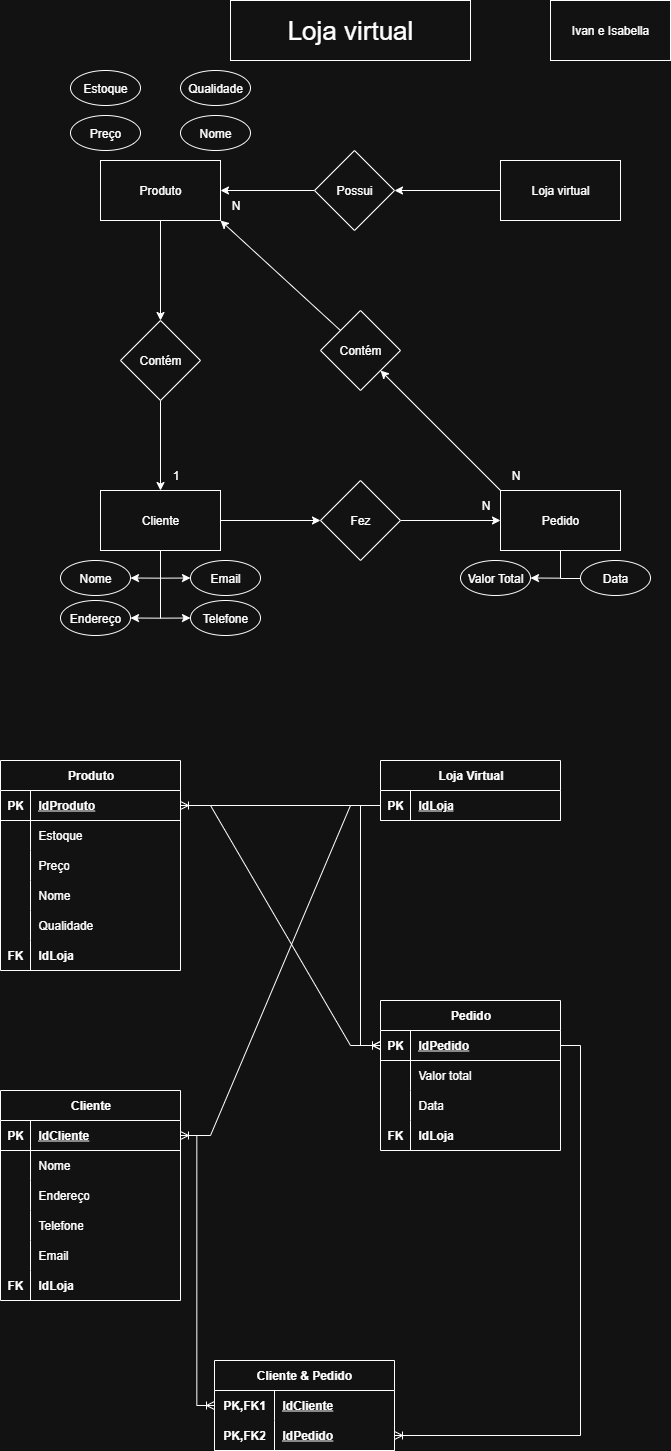 Loja virtual
Ivan e Isabella
Estoque
Qualidade
Preço
Nome
Produto
Possui
Loja virtual
N
Contém
Contém
1
N
N
Cliente
Fez
Pedido
Nome
Email
Valor Total
Data
Endereço
Telefone
Produto
PK IdProduto
Estoque
Preço
Nome
Qualidade
FK IdLoja
Loja Virtual
PK IdLoja
Pedido
PK IdPedido
Valor total
Data
FK IdLoja
Cliente
PK IdCliente
Nome
Endereço
Telefone
Email
FK IdLoja
Cliente & Pedido
PK,FK1 IdCliente
PK,FK2 IdPedido